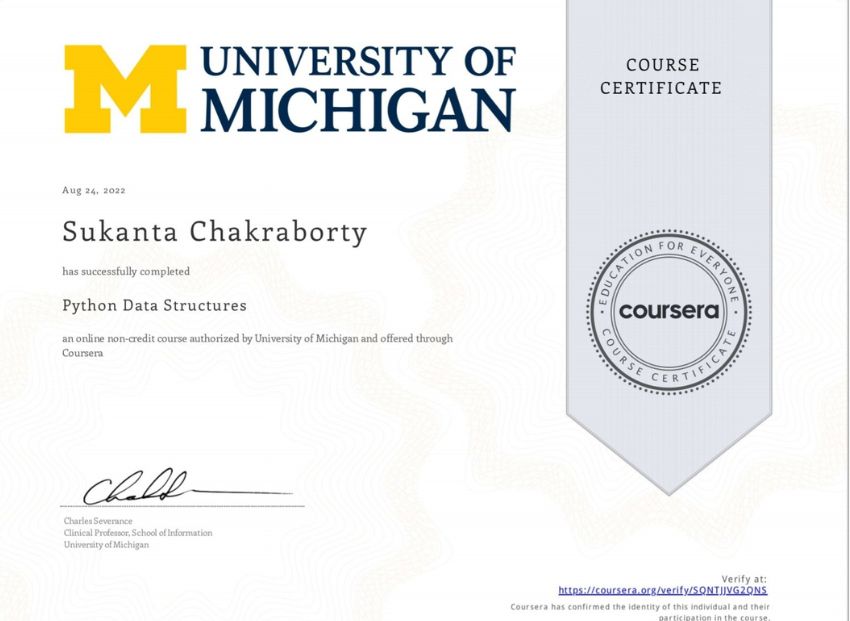 UNIVERSITY OF
MICHIGAN
COURSE
CERTIFICATE
Aug 24, 2022
Sukanta Chakraborty
has successfully completed
Python Data Structures
an online non-credit course authorized by University of Michigan and offered through
Coursera
EDUCATION FOR EVERYONE
coursera
COURSE CERTIFICATE
Charles Severance
Clinical Professor, School of Information
University of Michigan
Verify at:
https://coursera.org/verify/SQNTJJVG2QNS
Coursera has confirmed the identity of this individual and their
participation in the course.